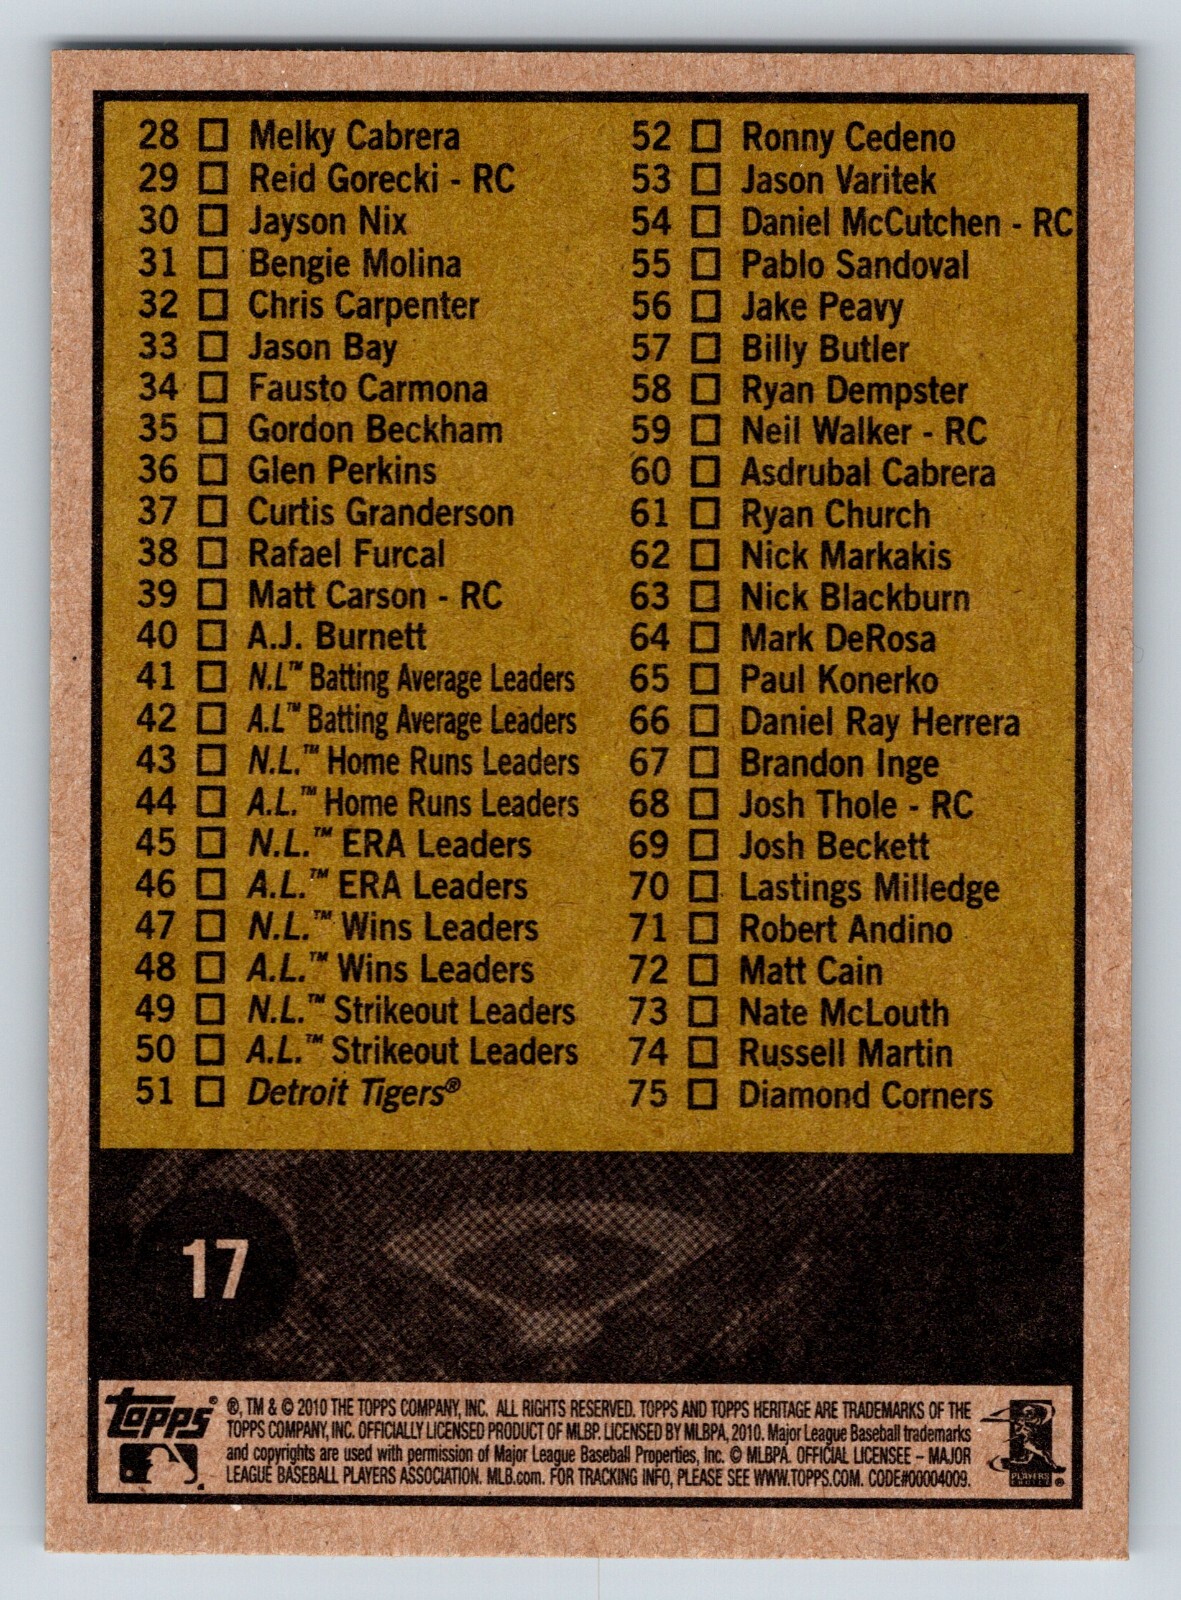 28 Melky Cabrera
29 Reid Gorecki - RC
30 Jayson Nix
31 Bengie Molina
32 Chris Carpenter
33 Jason Bay
34 Fausto Carmona
35 Gordon Beckham
36 Glen Perkins
37 Curtis Granderson
38 Rafael Furcal
39 Matt Carson - RC
40 A.J. Burnett
41 N.L™ Batting Average Leaders
42 A.L™ Batting Average Leaders
43 N.L.™ Home Runs Leaders
44 A.L.™ Home Runs Leaders
45 N.L.™ ERA Leaders
46 A.L.™ ERA Leaders
47 N.L.™ Wins Leaders
48 A.L.™ Wins Leaders
49 N.L.™ Strikeout Leaders
50 A.L.™ Strikeout Leaders
51 Detroit Tigers®
52 Ronny Cedeno
53 Jason Varitek
54 Daniel McCutchen - RC
55 Pablo Sandoval
56 Jake Peavy
57 Billy Butler
58 Ryan Dempster
59 Neil Walker - RC
60 Asdrubal Cabrera
61 Ryan Church
62 Nick Markakis
63 Nick Blackburn
64 Mark DeRosa
65 Paul Konerko
66 Daniel Ray Herrera
67 Brandon Inge
68 Josh Thole - RC
69 Josh Beckett
70 Lastings Milledge
71 Robert Andino
72 Matt Cain
73 Nate McLouth
74 Russell Martin
75 Diamond Corners
17
Topps®
®, TM & © 2010 THE TOPPS COMPANY, INC. ALL RIGHTS RESERVED. TOPPS AND TOPPS HERITAGE ARE TRADEMARKS OF THE
TOPPS COMPANY, INC. OFFICIALLY LICENSED PRODUCT OF MLBP. LICENSED BY MLBPA, 2010. Major League Baseball trademarks
and copyrights are used with permission of Major League Baseball Properties, Inc. © MLBPA. OFFICIAL LICENSEE – MAJOR
LEAGUE BASEBALL PLAYERS ASSOCIATION. MLB.com. FOR TRACKING INFO, PLEASE SEE WWW.TOPPS.COM. CODE#00004009.
PLAYERS
CHOICE ®